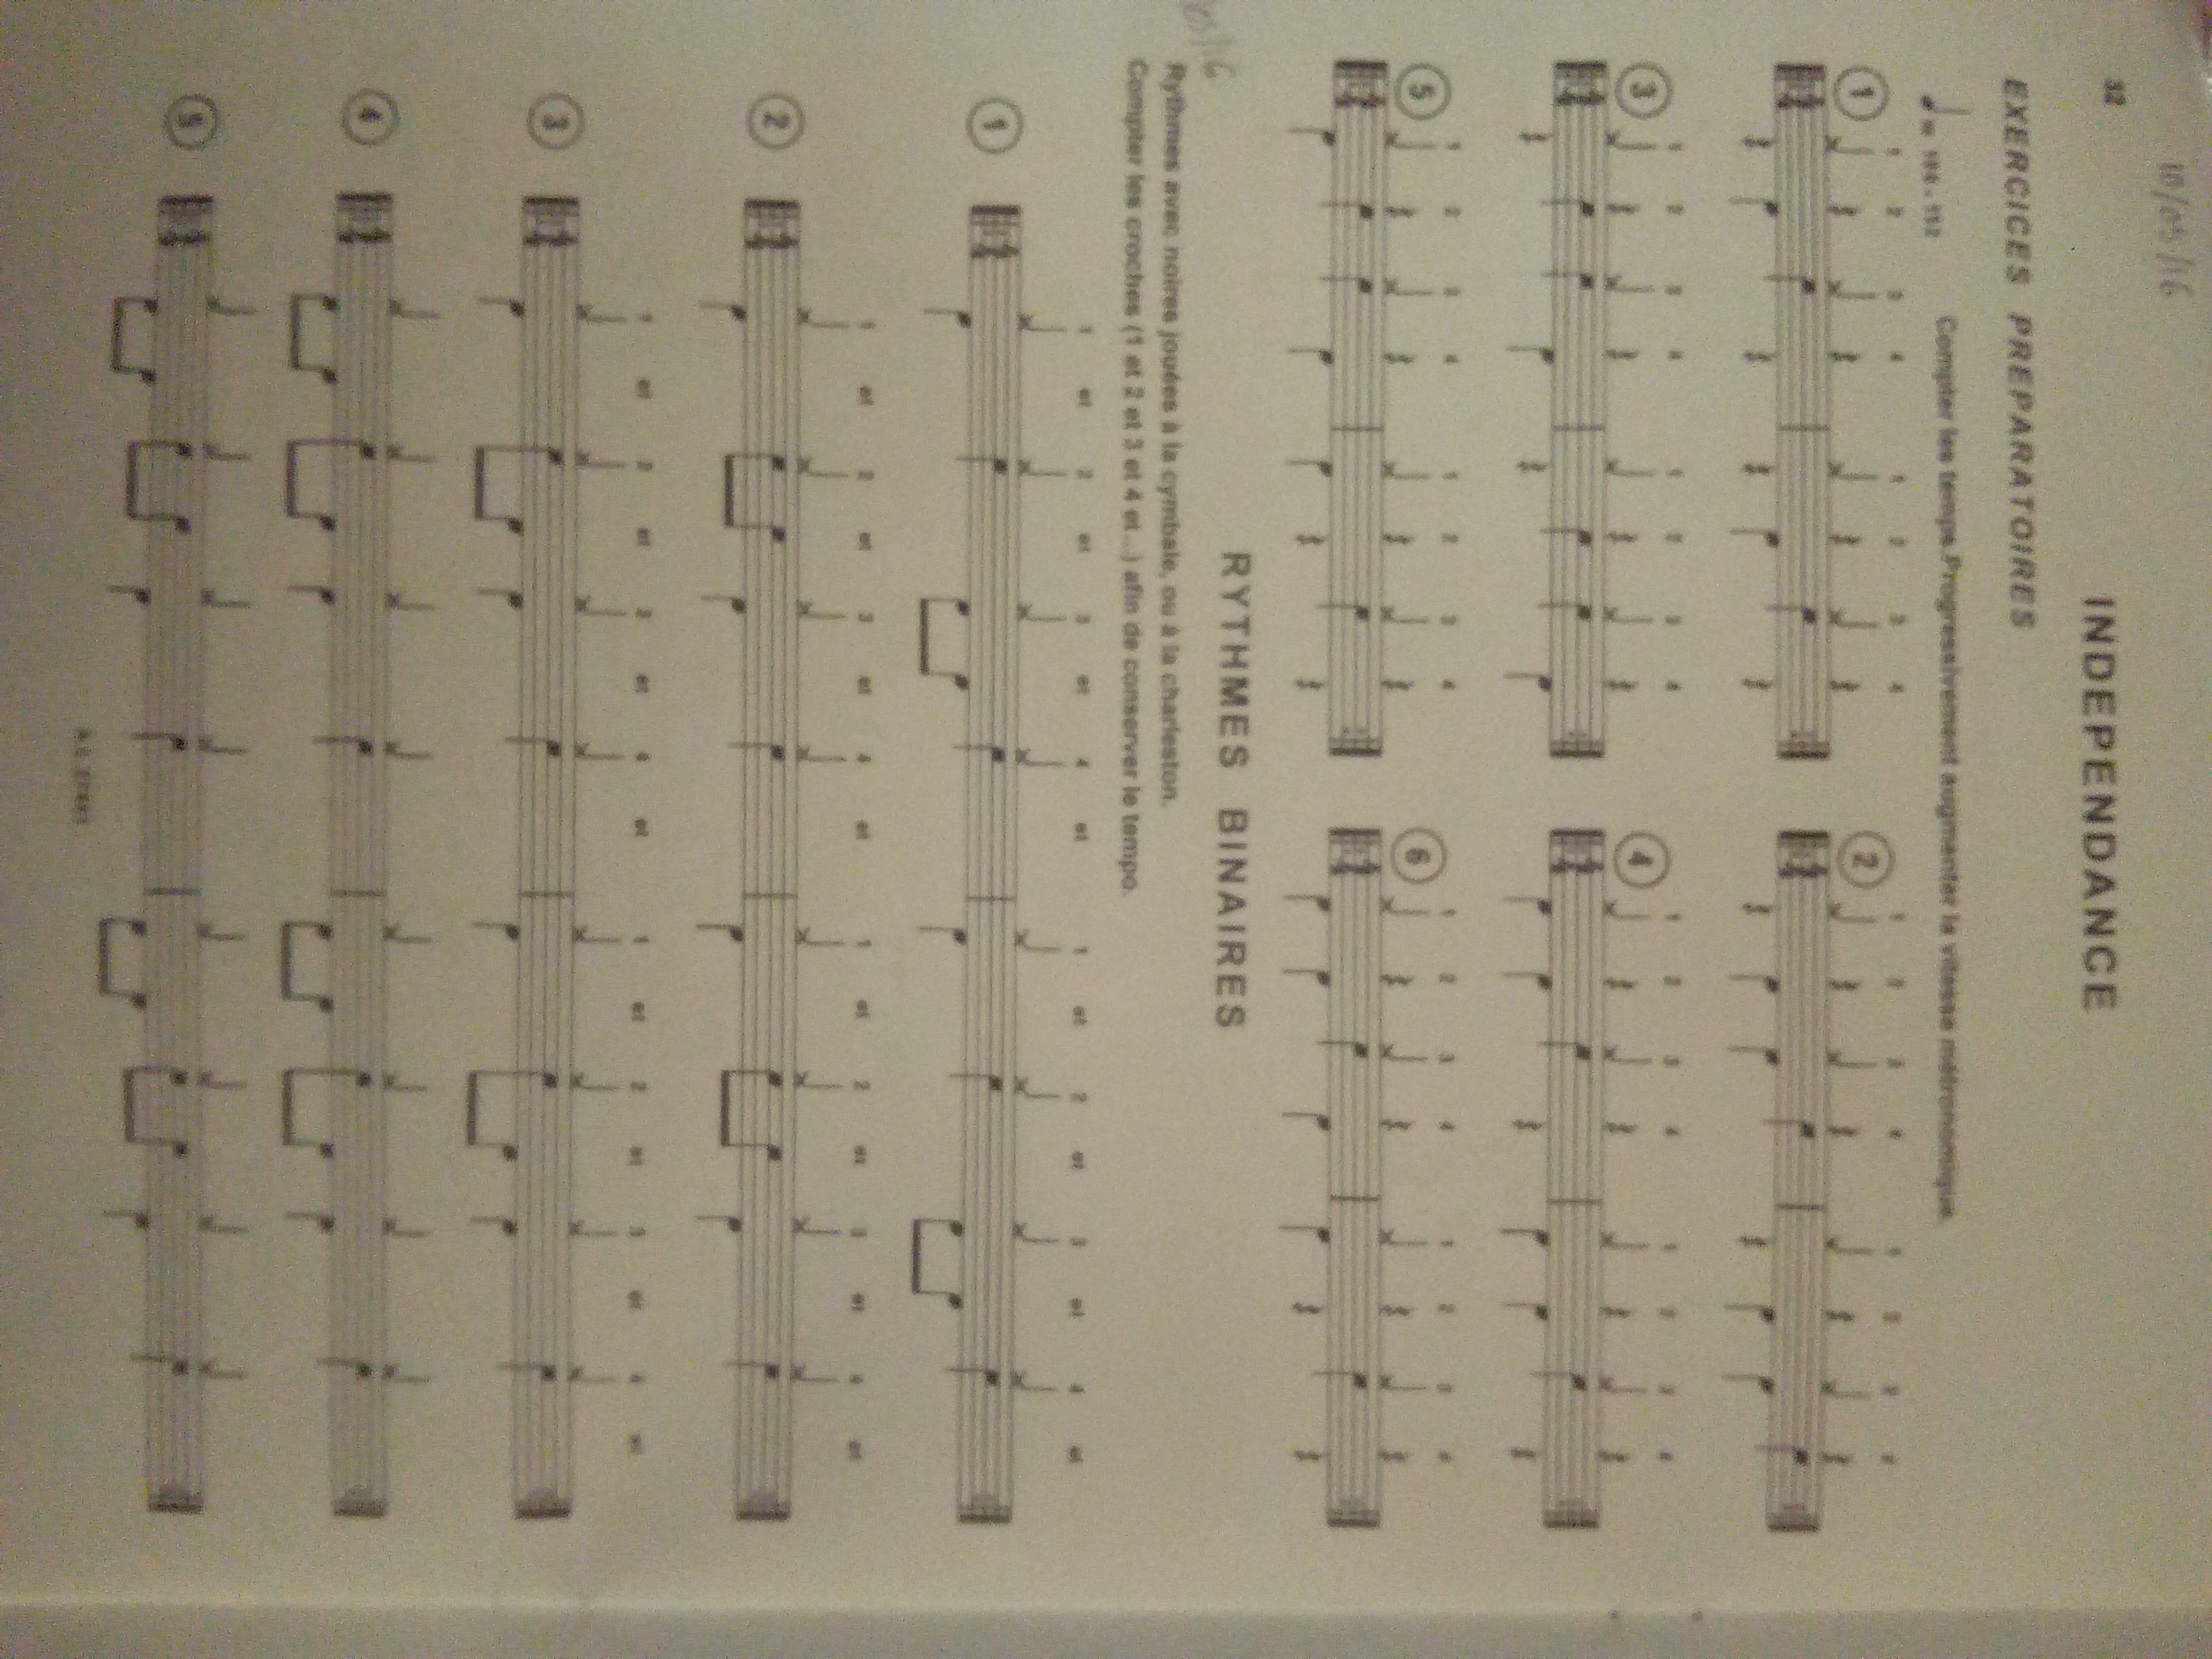 10/09/16
32
INDEPENDANCE
EXERCICES PREPARATOIRES
Compter les temps. Progressivement augmenter la vitesse métronomique.
1 2
1 2 3 4 1 2 3 4 1 2 3 4 1 2 3 4
3 4
1 2 3 4 1 2 3 4 1 2 3 4 1 2 3 4
5 6
1 2 3 4 1 2 3 4 1 2 3 4 1 2 3 4
RYTHMES BINAIRES
Rythmes avec noires jouées à la cymbale, ou à la charleston.
Compter les croches (1 et 2 et 3 et 4 et...) afin de conserver le tempo.
1 et 2 et 3 et 4 et 1 et 2 et 3 et 4 et
1
1 et 2 et 3 et 4 et 1 et 2 et 3 et 4 et
2
1 et 2 et 3 et 4 et 1 et 2 et 3 et 4 et
3
4
5